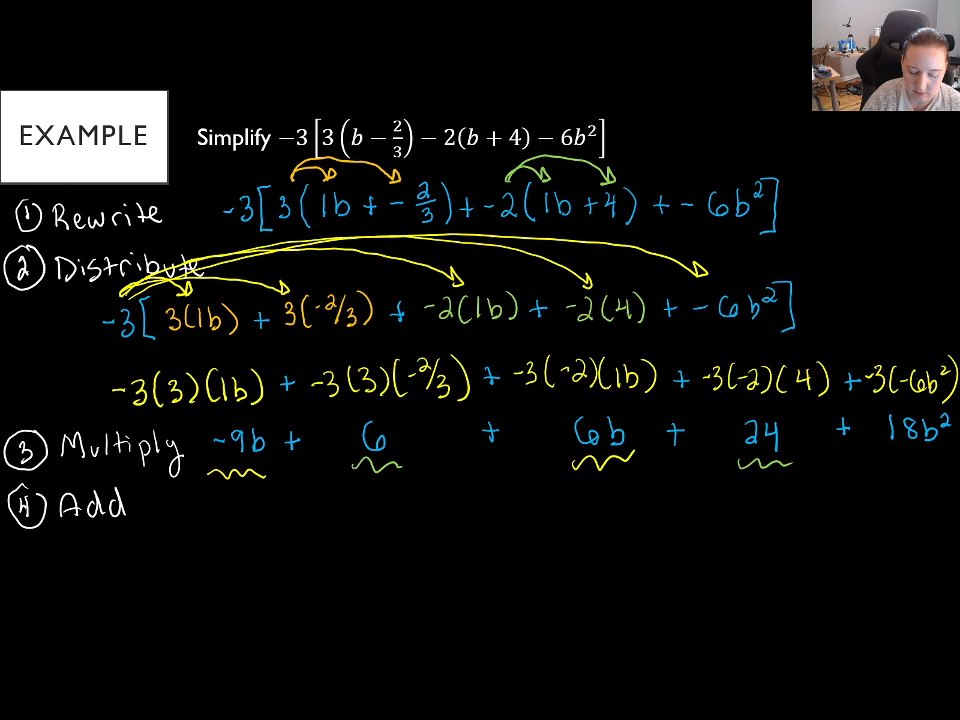 EXAMPLE
Simplify −3 [3 (b − 2/3) − 2(b + 4) − 6b²]
① Rewrite -3[3(1b + -2/3) + -2(1b + 4) + -6b²]
② Distribute
-3[3(1b) + 3(-2/3) + -2(1b) + -2(4) + -6b²]
-3(3)(1b) + -3(3)(-2/3) + -3(-2)(1b) + -3(-2)(4) + -3(-6b²)
③ Multiply -9b + 6 + 6b + 24 + 18b²
④ Add